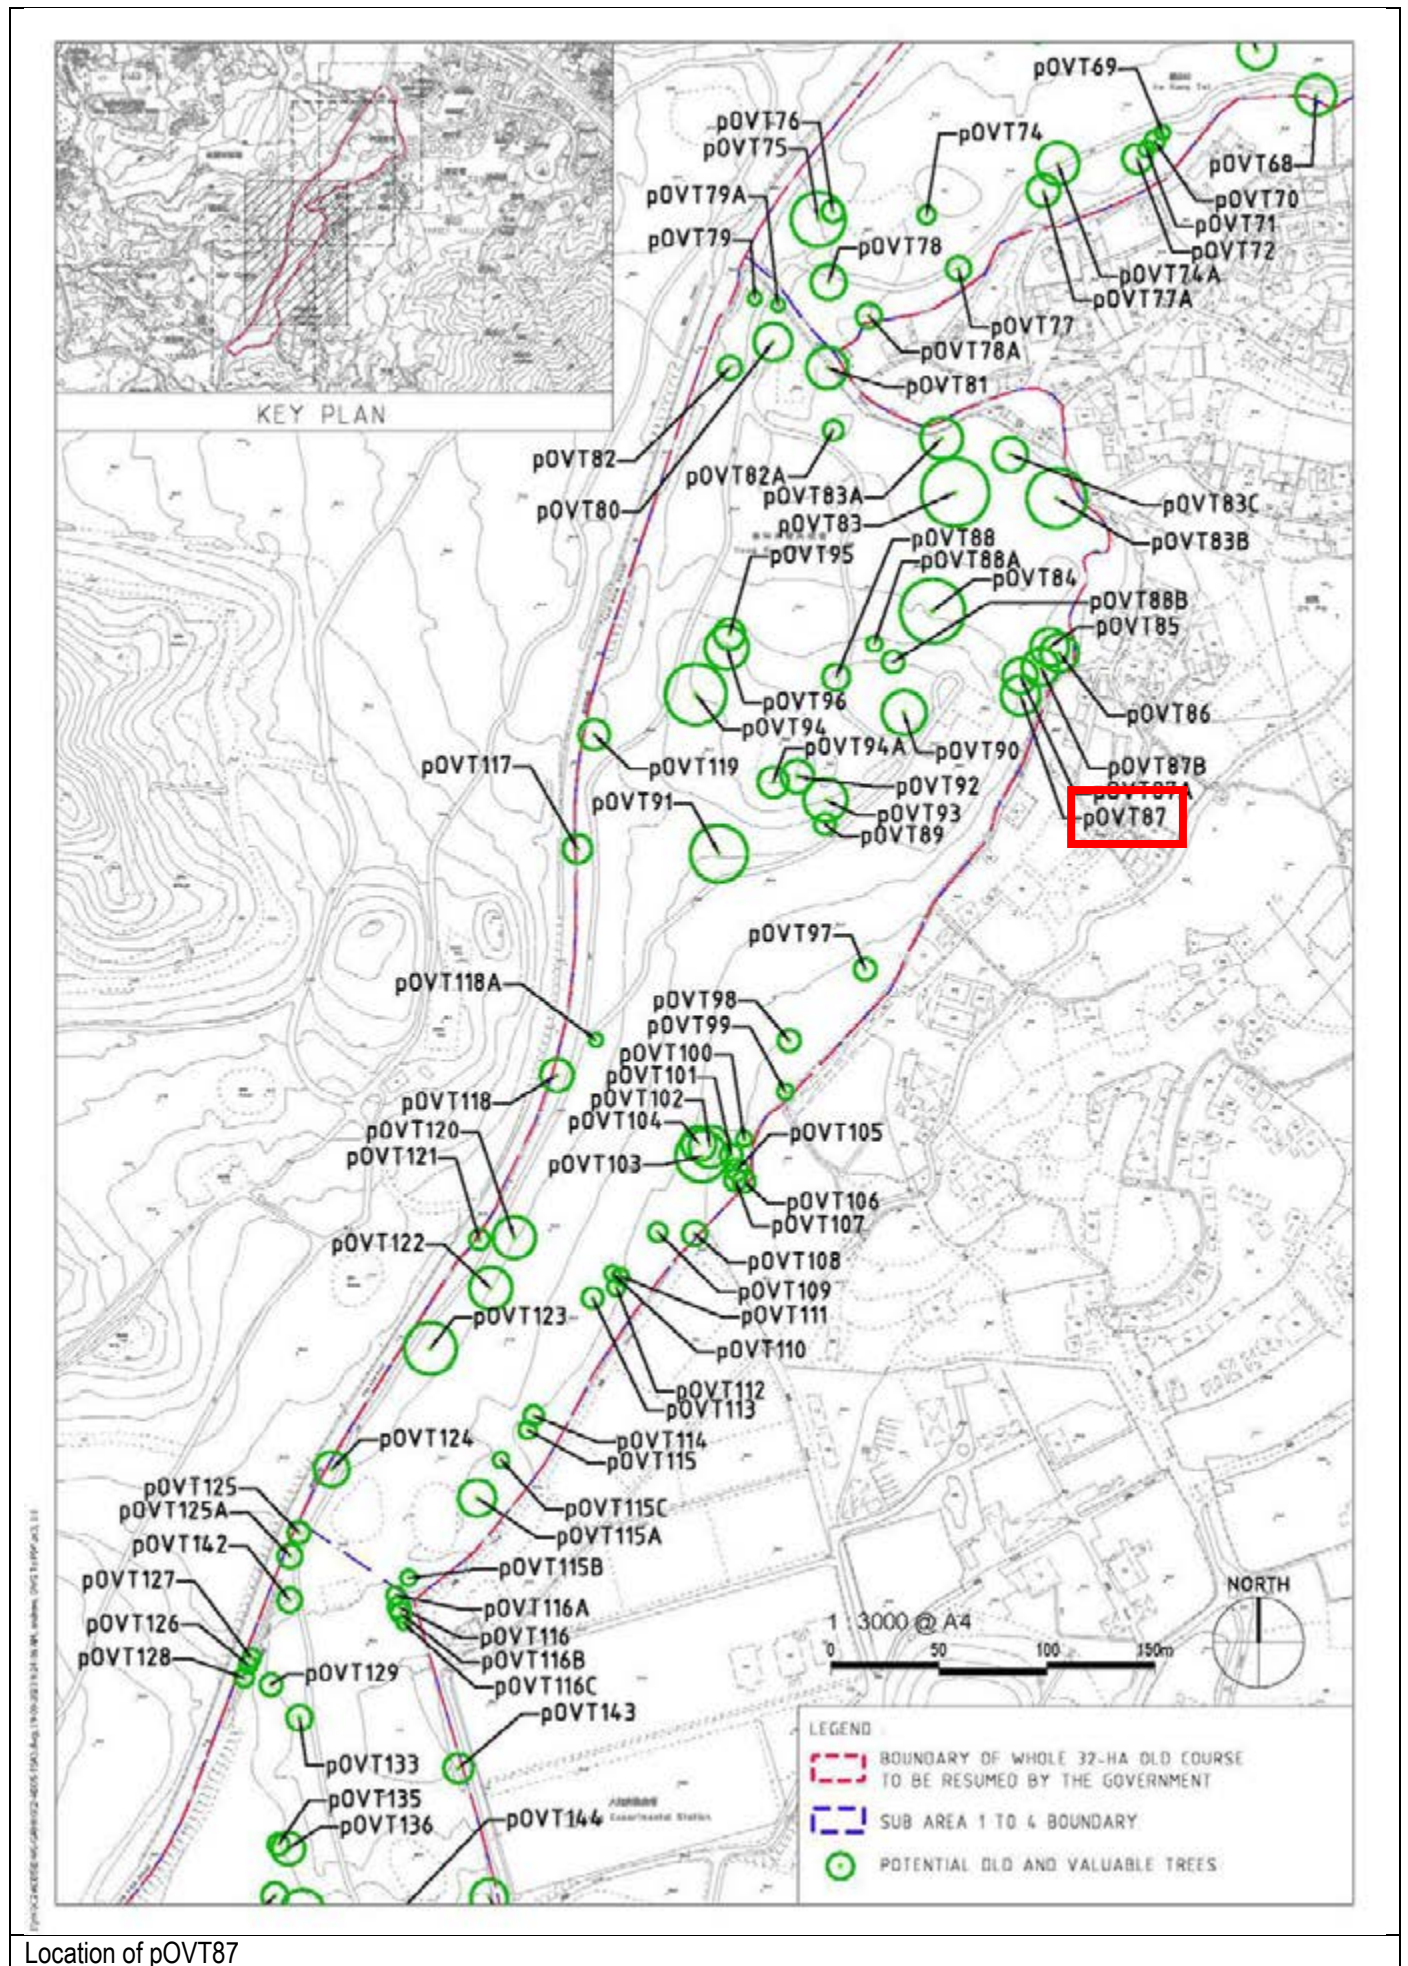 KEY PLAN
pOVT69
pOVT76
pOVT74
pOVT75
pOVT68
pOVT79A
pOVT70
pOVT71
pOVT79
pOVT78
pOVT72
pOVT74A
pOVT77A
pOVT77
pOVT78A
pOVT81
pOVT82
pOVT82A
pOVT83A
pOVT83C
pOVT80
pOVT83
pOVT88
pOVT83B
pOVT95
pOVT88A
pOVT84
pOVT88B
pOVT85
pOVT96
pOVT86
pOVT94
pOVT94A
pOVT90
pOVT117
pOVT119
pOVT87B
pOVT92
pOVT87A
pOVT91
pOVT93
pOVT87
pOVT89
pOVT97
pOVT118A
pOVT98
pOVT99
pOVT100
pOVT101
pOVT118
pOVT102
pOVT104
pOVT120
pOVT105
pOVT121
pOVT103
pOVT106
pOVT107
pOVT122
pOVT108
pOVT109
pOVT123
pOVT111
pOVT110
pOVT112
pOVT113
pOVT124
pOVT114
pOVT115
pOVT125
pOVT125A
pOVT115C
pOVT115A
pOVT142
pOVT115B
pOVT127
NORTH
pOVT116A
pOVT126
1 : 3000 @ A4
pOVT116
0 50 100 150m
pOVT128
pOVT129
pOVT116B
pOVT116C
pOVT143
LEGEND
BOUNDARY OF WHOLE 32-HA OLD COURSE
TO BE RESUMED BY THE GOVERNMENT
pOVT133
pOVT135
pOVT136
pOVT144
Experimental Station
SUB AREA 1 TO 4 BOUNDARY
POTENTIAL OLD AND VALUABLE TREES
Location of pOVT87